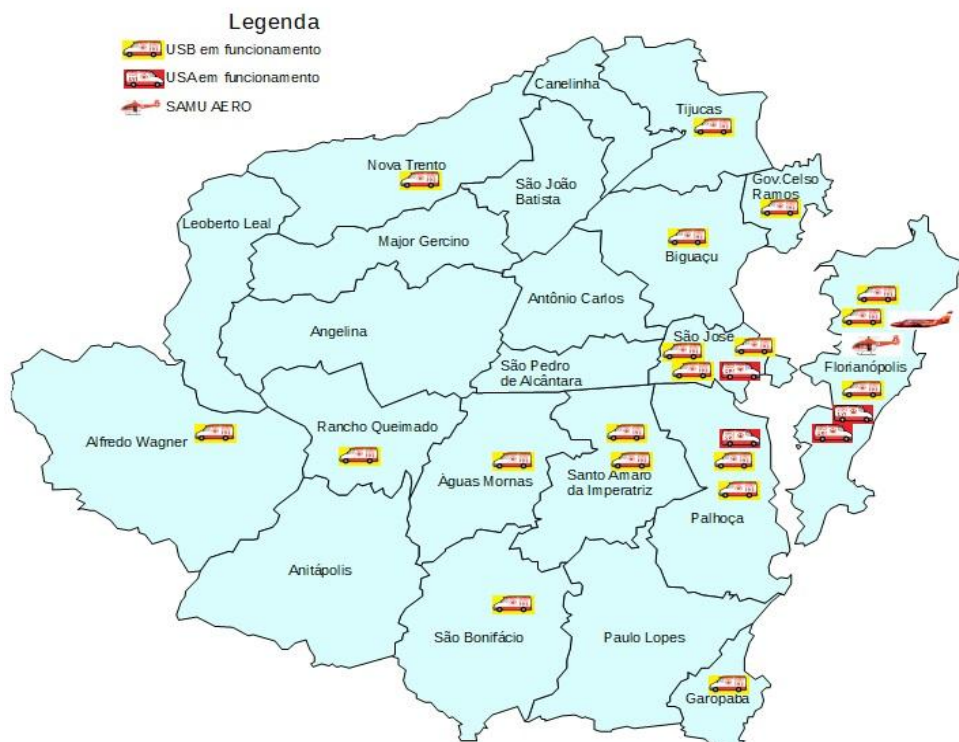 Legenda
USB em funcionamento
USA em funcionamento
SAMU AERO
Canelinha
Tijucas
Nova Trento
São João
Batista
Gov.Celso
Ramos
Leoberto Leal
Major Gercino
Biguaçu
Antônio Carlos
Angelina
São José
São Pedro
de Alcântara
Florianópolis
Alfredo Wagner
Rancho Queimado
Àguas Mornas
Santo Amaro
da Imperatriz
Palhoça
Anitápolis
São Bonifácio
Paulo Lopes
Garopaba